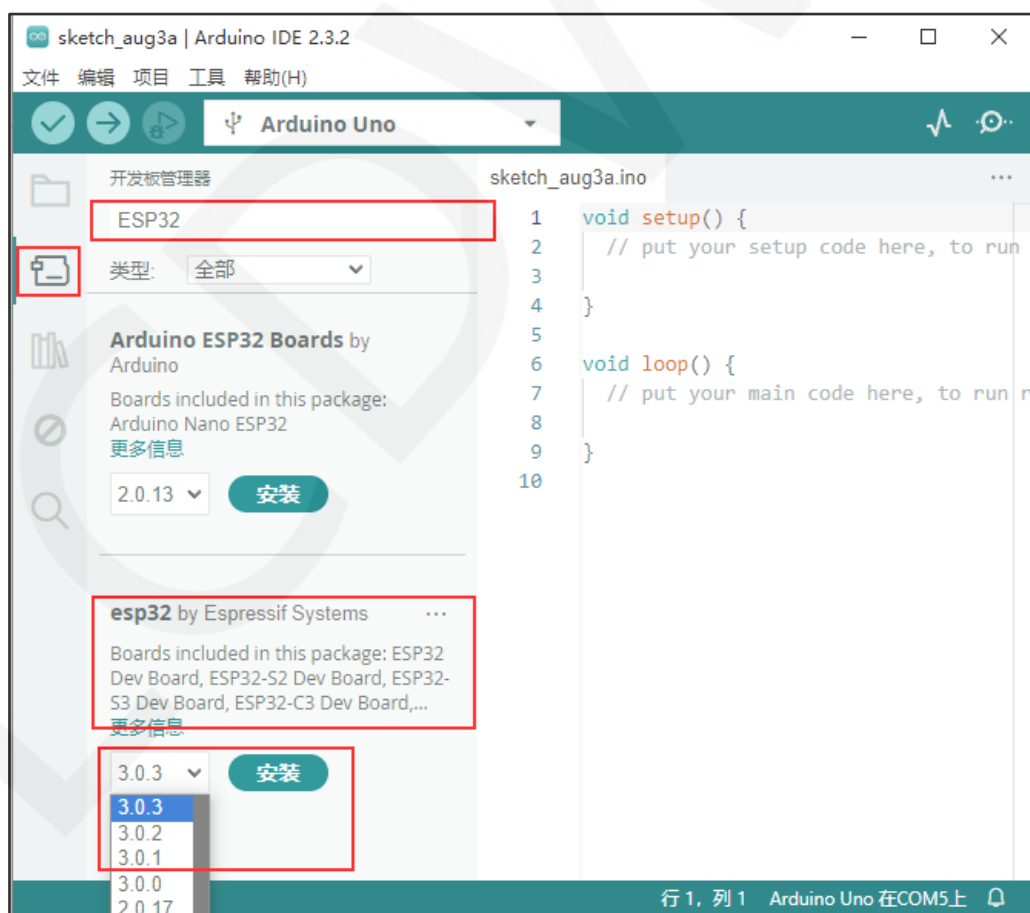 sketch_aug3a | Arduino IDE 2.3.2
文件 编辑 项目 工具 帮助(H)
Arduino Uno
开发板管理器
ESP32
类型: 全部
Arduino ESP32 Boards by
Arduino
Boards included in this package:
Arduino Nano ESP32
更多信息
2.0.13 安装
esp32 by Espressif Systems ...
Boards included in this package: ESP32
Dev Board, ESP32-S2 Dev Board, ESP32-
S3 Dev Board, ESP32-C3 Dev Board,...
更多信息
3.0.3 安装
3.0.3
3.0.2
3.0.1
3.0.0
2.0.17
sketch_aug3a.ino ...
1 void setup() {
2 // put your setup code here, to run
3
4 }
5
6 void loop() {
7 // put your main code here, to run r
8
9 }
10
行 1, 列 1 Arduino Uno 在COM5上